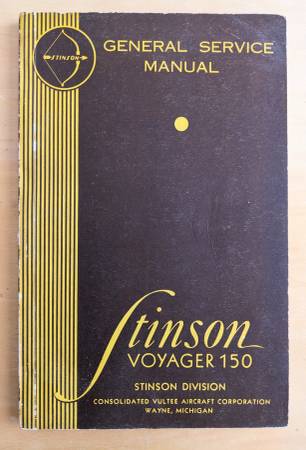 STINSON
GENERAL SERVICE
MANUAL
Stinson
VOYAGER 150
STINSON DIVISION
CONSOLIDATED VULTEE AIRCRAFT CORPORATION
WAYNE, MICHIGAN